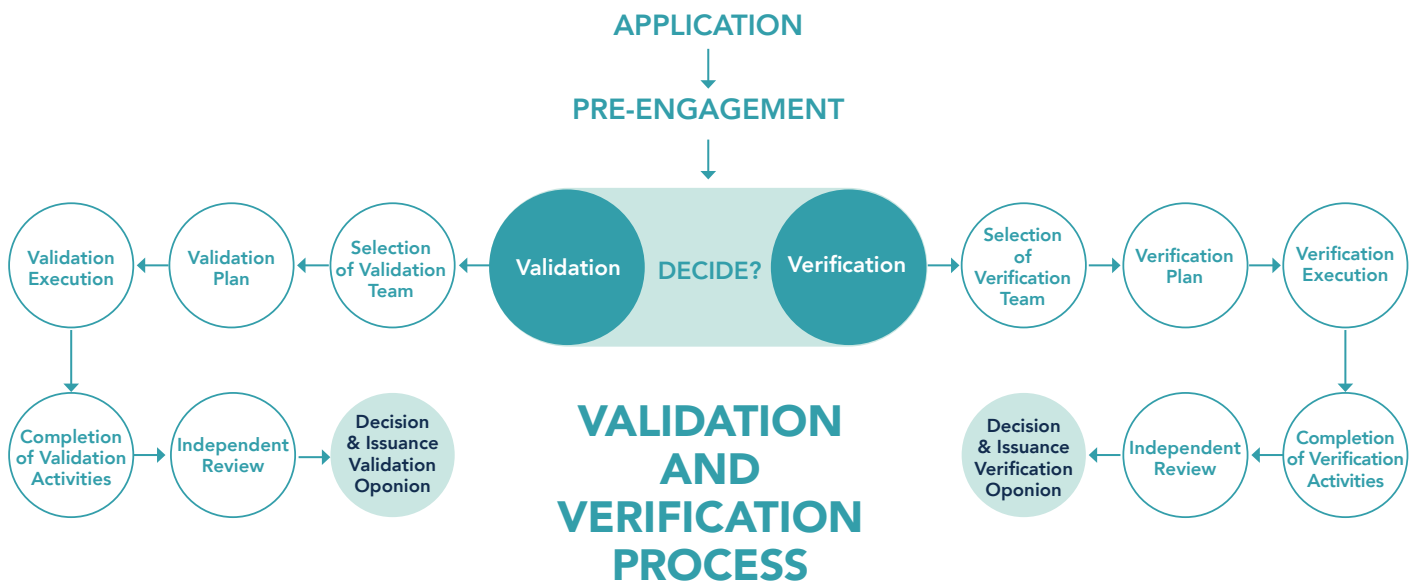 APPLICATION
PRE-ENGAGEMENT
Validation
Execution
Validation
Plan
Selection
of Validation
Team
Validation
DECIDE?
Verification
Selection
of
Verification
Team
Verification
Plan
Verification
Execution
Completion
of Validation
Activities
Independent
Review
Decision
& Issuance
Validation
Oponion
VALIDATION
AND
VERIFICATION
PROCESS
Decision
& Issuance
Verification
Oponion
Independent
Review
Completion
of Verification
Activities